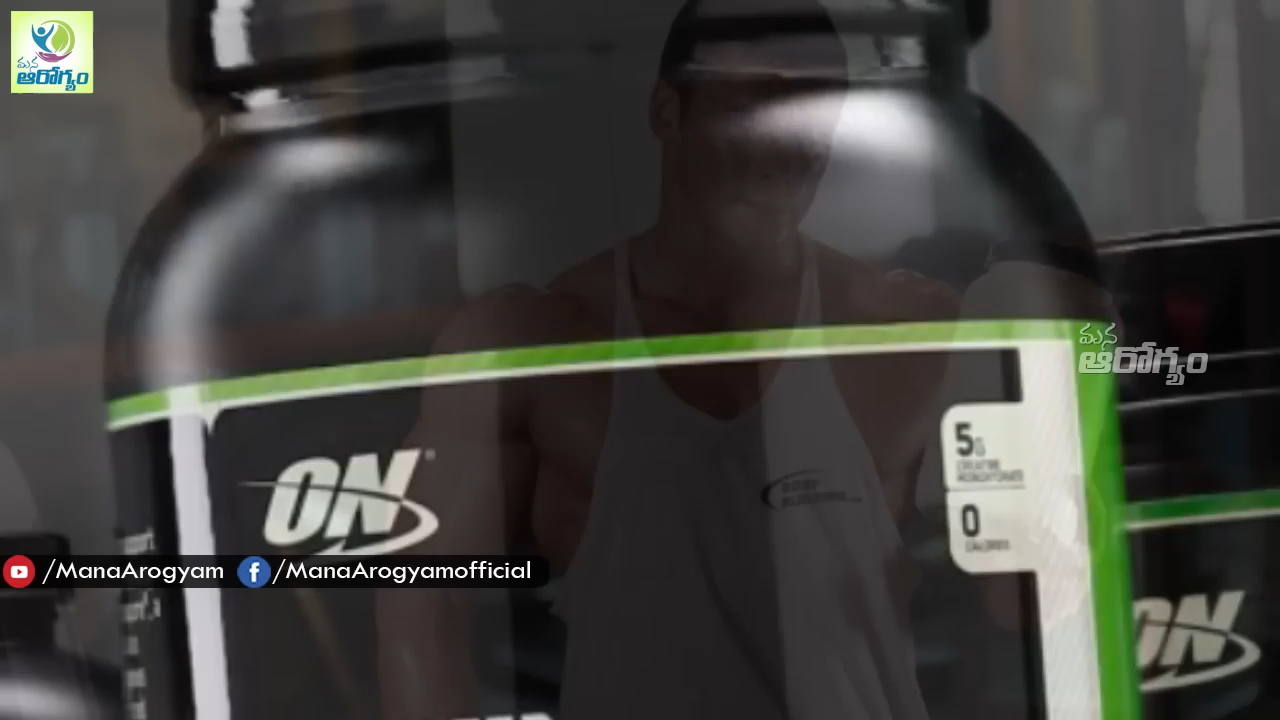 మన
ఆరోగ్యం
మన
ఆరోగ్యం
ON
5G
CREATINE
MONOHYDRATE
0
CALORIES
/ManaArogyam
/ManaArogyamofficial
ON